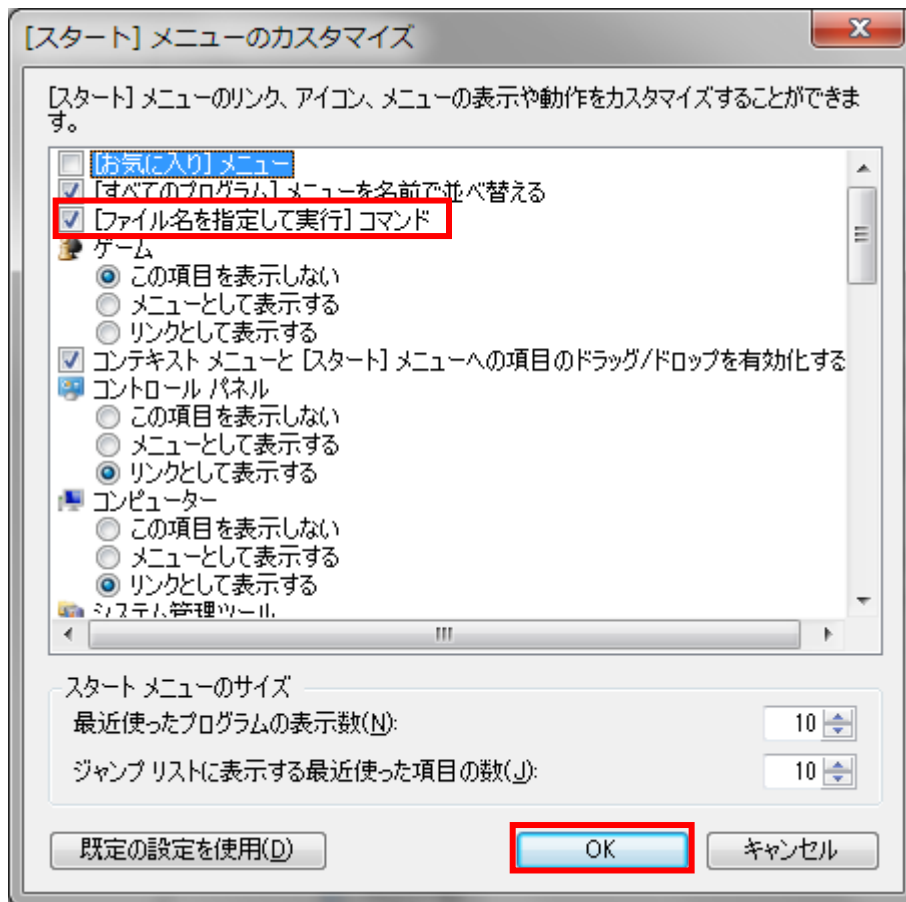 [スタート] メニューのカスタマイズ
[スタート] メニューのリンク、アイコン、メニューの表示や動作をカスタマイズすることができま
す。
[お気に入り] メニュー
[すべてのプログラム] メニューを名前で並べ替える
[ファイル名を指定して実行] コマンド
ゲーム
この項目を表示しない
メニューとして表示する
リンクとして表示する
コンテキスト メニューと [スタート] メニューへの項目のドラッグ/ドロップを有効化する
コントロール パネル
この項目を表示しない
メニューとして表示する
リンクとして表示する
コンピューター
この項目を表示しない
メニューとして表示する
リンクとして表示する
システム管理ツール
スタート メニューのサイズ
最近使ったプログラムの表示数(N): 10
ジャンプ リストに表示する最近使った項目の数(J): 10
既定の設定を使用(D) OK キャンセル